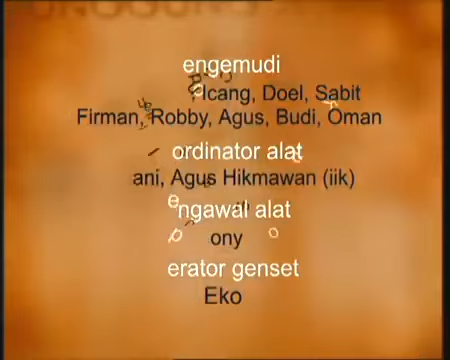 engemudi
Icang, Doel, Sabit
Firman, Robby, Agus, Budi, Oman
ordinator alat
ani, Agus Hikmawan (iik)
engawal alat
ony
erator genset
Eko